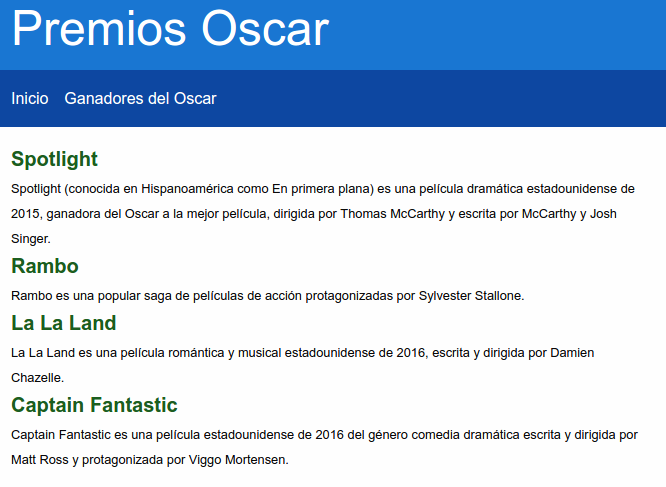 Premios Oscar
Inicio Ganadores del Oscar
Spotlight
Spotlight (conocida en Hispanoamérica como En primera plana) es una película dramática estadounidense de
2015, ganadora del Oscar a la mejor película, dirigida por Thomas McCarthy y escrita por McCarthy y Josh
Singer.
Rambo
Rambo es una popular saga de películas de acción protagonizadas por Sylvester Stallone.
La La Land
La La Land es una película romántica y musical estadounidense de 2016, escrita y dirigida por Damien
Chazelle.
Captain Fantastic
Captain Fantastic es una película estadounidense de 2016 del género comedia dramática escrita y dirigida por
Matt Ross y protagonizada por Viggo Mortensen.